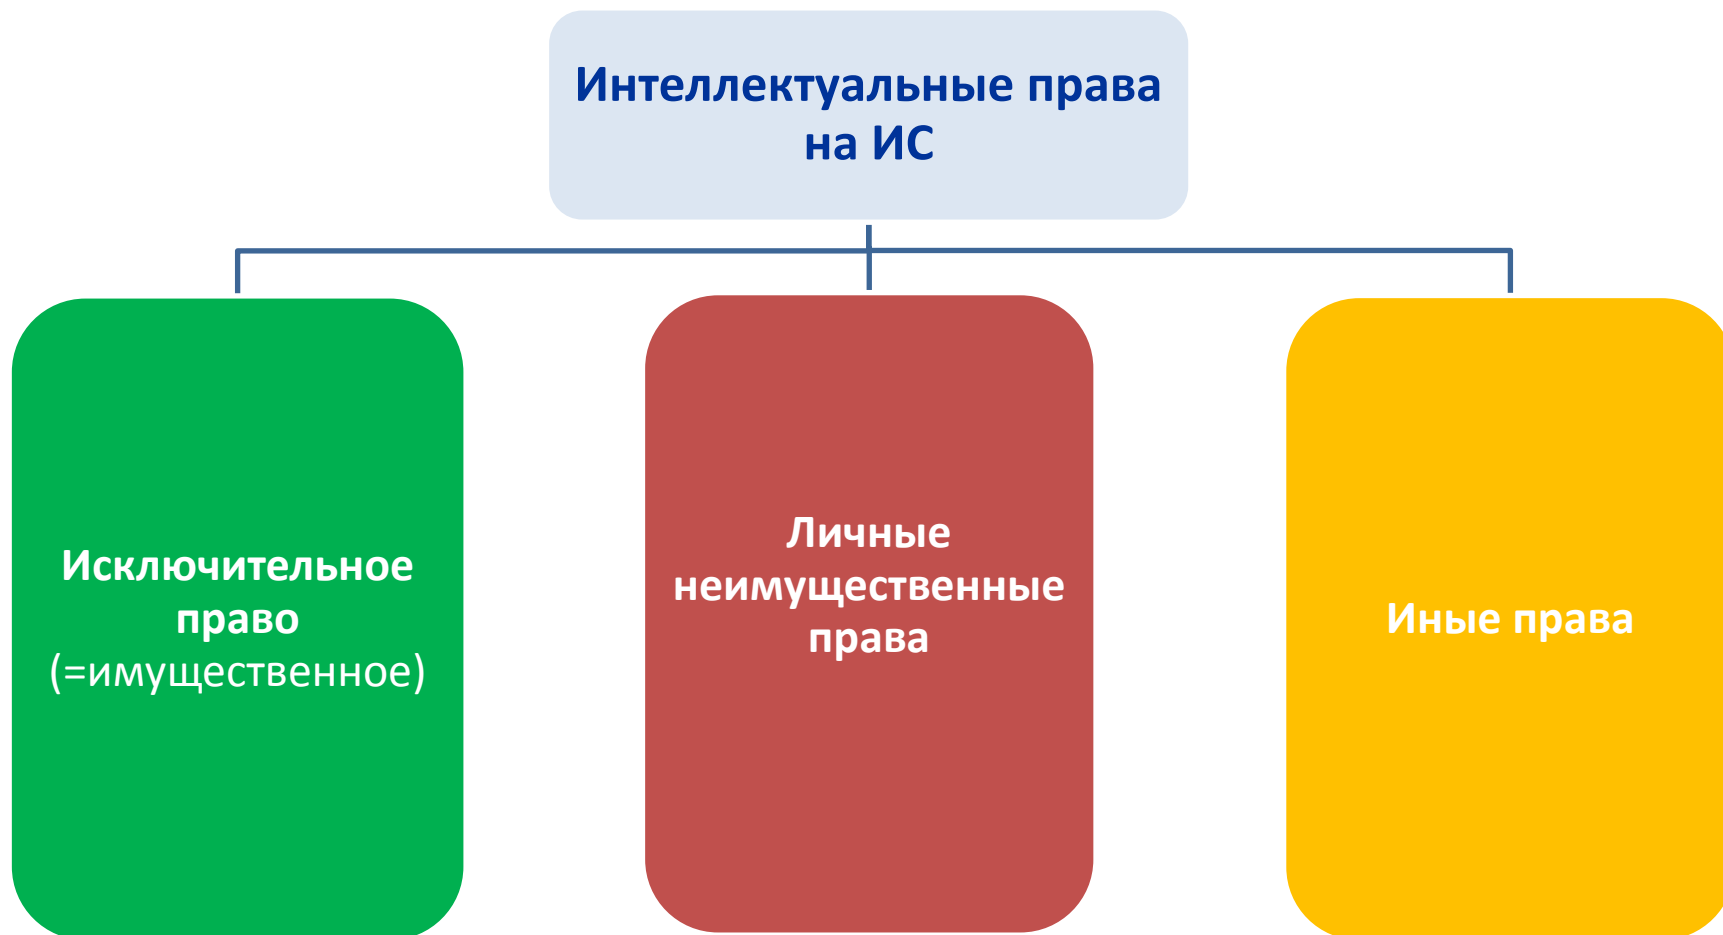 Интеллектуальные права
на ИС
Исключительное
право
(=имущественное)
Личные
неимущественные
права
Иные права